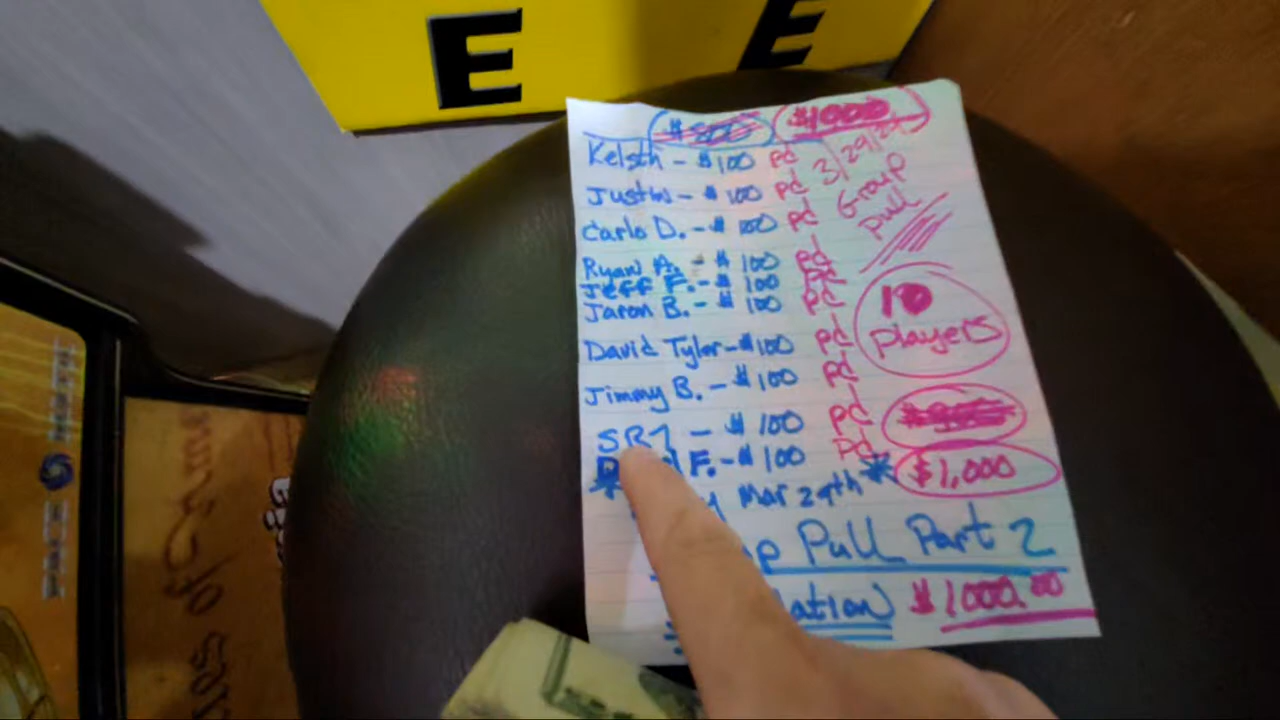 E E
$1000
Kelsth - $100 pd 3/29/29
Justin - $100 pd Group
Carlo D. - $100 pd Pull
Ryan A. - $100 pd
Jeff F. - $100 pd
Jaron B. - $100 pd
10
Players
David Tyler - $100 pd
Jimmy B. - $100 pd
SR7 - $100 pd
F. - $100 pd
$1,000
Mar 29th
Pull Part 2
$1000.00